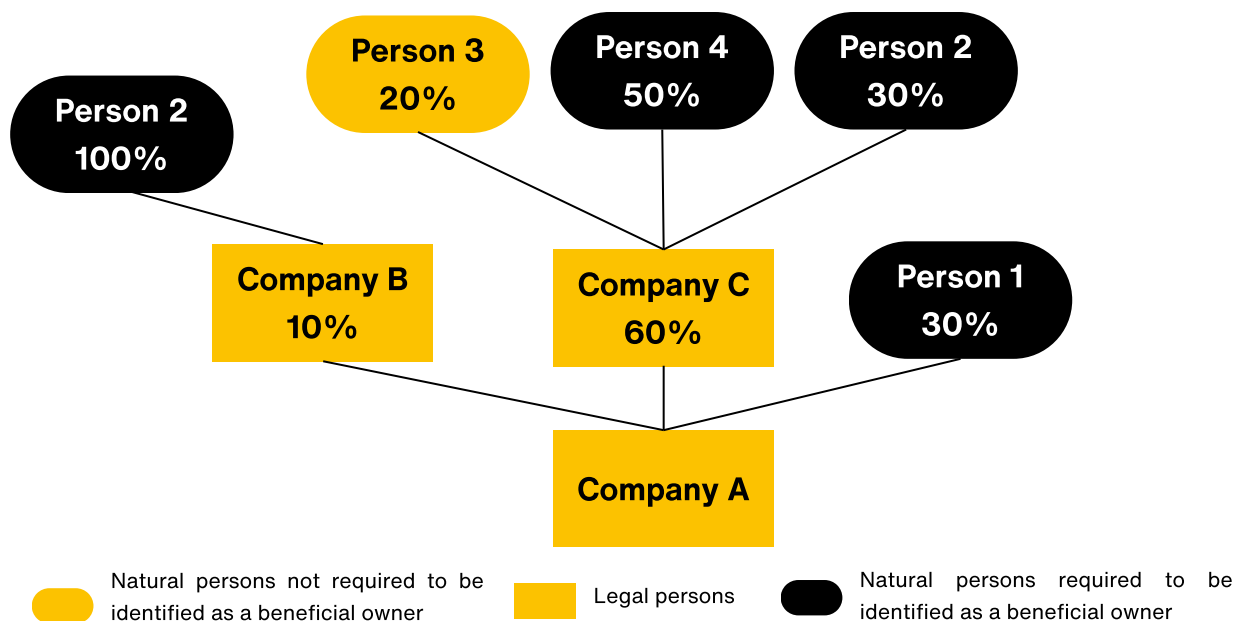 Person 3
20%
Person 4
50%
Person 2
30%
Person 2
100%
Company B
10%
Company C
60%
Person 1
30%
Company A
Natural persons not required to be
identified as a beneficial owner
Legal persons
Natural persons required to be
identified as a beneficial owner